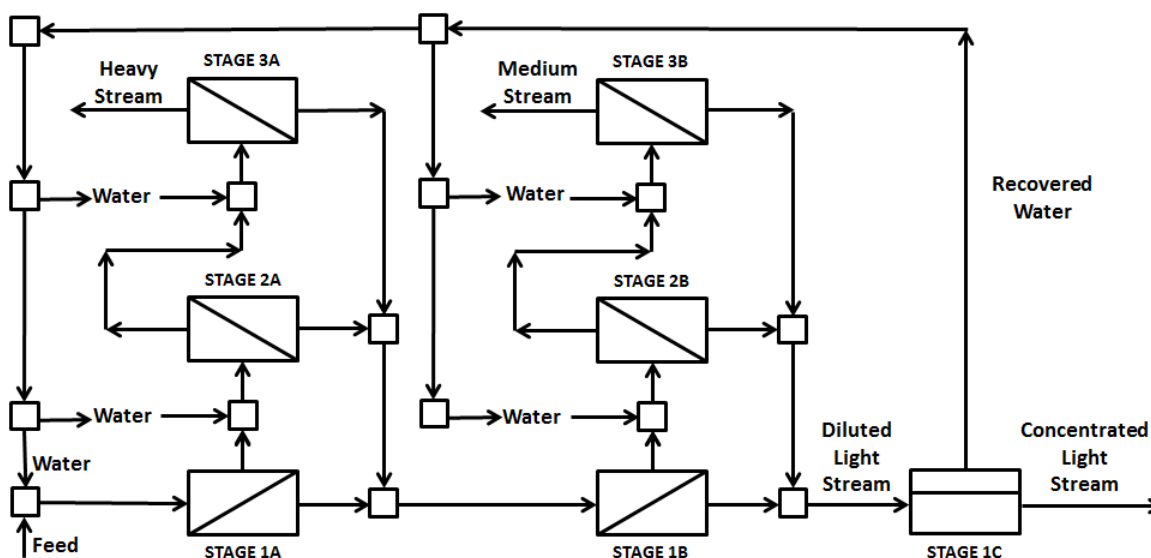 STAGE 3A
STAGE 3B
Heavy
Stream
Medium
Stream
Water
Water
Recovered
Water
STAGE 2A
STAGE 2B
Water
Water
Water
Diluted
Light
Stream
Concentrated
Light
Stream
Feed
STAGE 1A
STAGE 1B
STAGE 1C